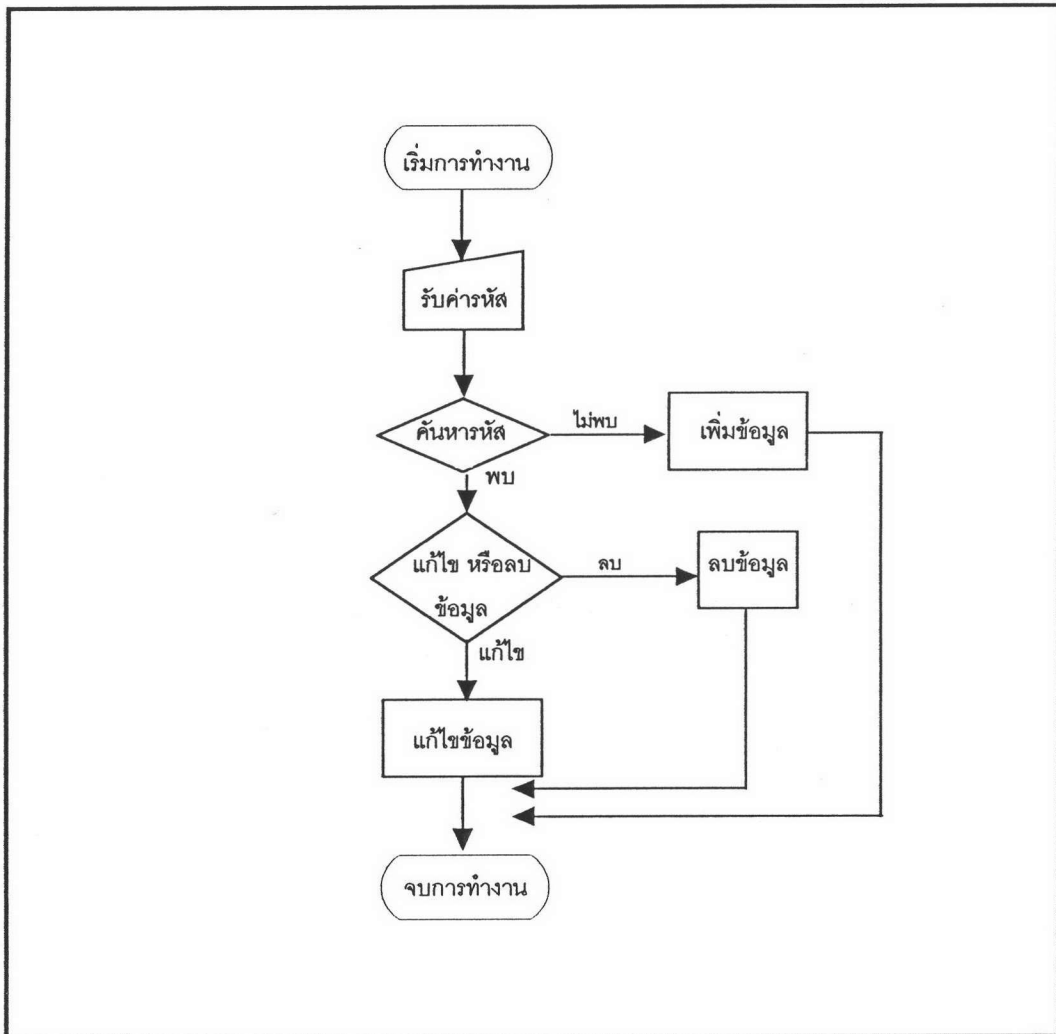 เริ่มการทำงาน
รับค่ารหัส
ค้นหารหัส
ไม่พบ
เพิ่มข้อมูล
พบ
แก้ไข หรือลบ
ข้อมูล
ลบ
ลบข้อมูล
แก้ไข
แก้ไขข้อมูล
จบการทำงาน